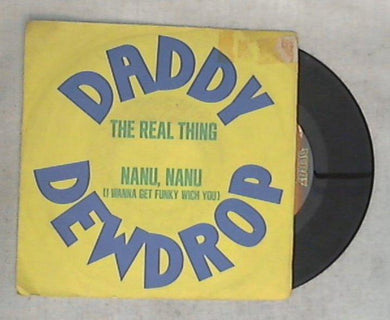 DADDY
THE REAL THING
NANU, NANU
(I WANNA GET FUNKY WICH YOU)
DEWDROP